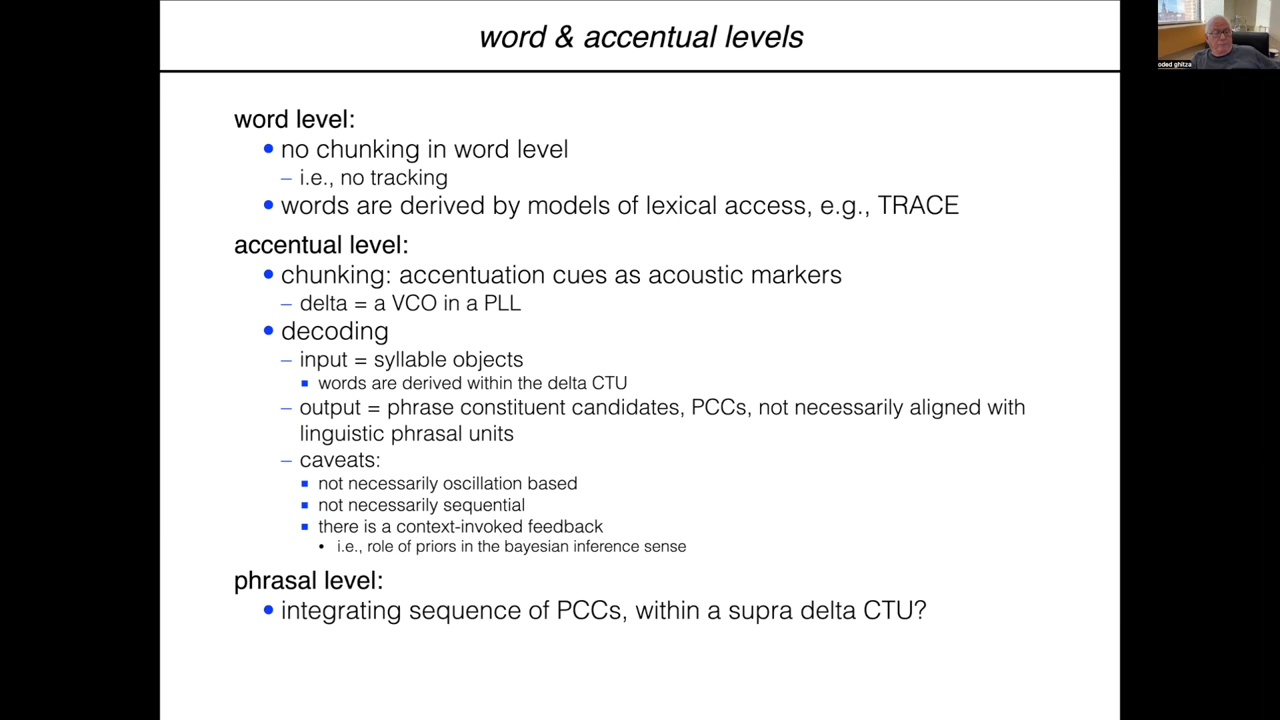 word & accentual levels
oded ghitza
word level:
• no chunking in word level
– i.e., no tracking
• words are derived by models of lexical access, e.g., TRACE
accentual level:
• chunking: accentuation cues as acoustic markers
– delta = a VCO in a PLL
• decoding
– input = syllable objects
▪ words are derived within the delta CTU
– output = phrase constituent candidates, PCCs, not necessarily aligned with
linguistic phrasal units
– caveats:
▪ not necessarily oscillation based
▪ not necessarily sequential
▪ there is a context-invoked feedback
• i.e., role of priors in the bayesian inference sense
phrasal level:
• integrating sequence of PCCs, within a supra delta CTU?